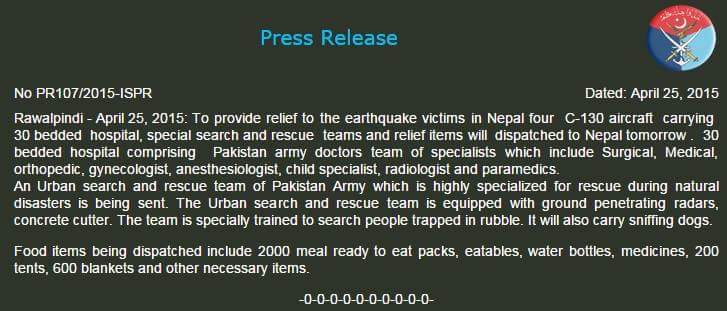 Press Release
No PR107/2015-ISPR
Dated: April 25, 2015
Rawalpindi - April 25, 2015: To provide relief to the earthquake victims in Nepal four C-130 aircraft carrying
30 bedded hospital, special search and rescue teams and relief items will dispatched to Nepal tomorrow . 30
bedded hospital comprising Pakistan army doctors team of specialists which include Surgical, Medical,
orthopedic, gynecologist, anesthesiologist, child specialist, radiologist and paramedics.
An Urban search and rescue team of Pakistan Army which is highly specialized for rescue during natural
disasters is being sent. The Urban search and rescue team is equipped with ground penetrating radars,
concrete cutter. The team is specially trained to search people trapped in rubble. It will also carry sniffing dogs.
Food items being dispatched include 2000 meal ready to eat packs, eatables, water bottles, medicines, 200
tents, 600 blankets and other necessary items.
-0-0-0-0-0-0-0-0-0-0-